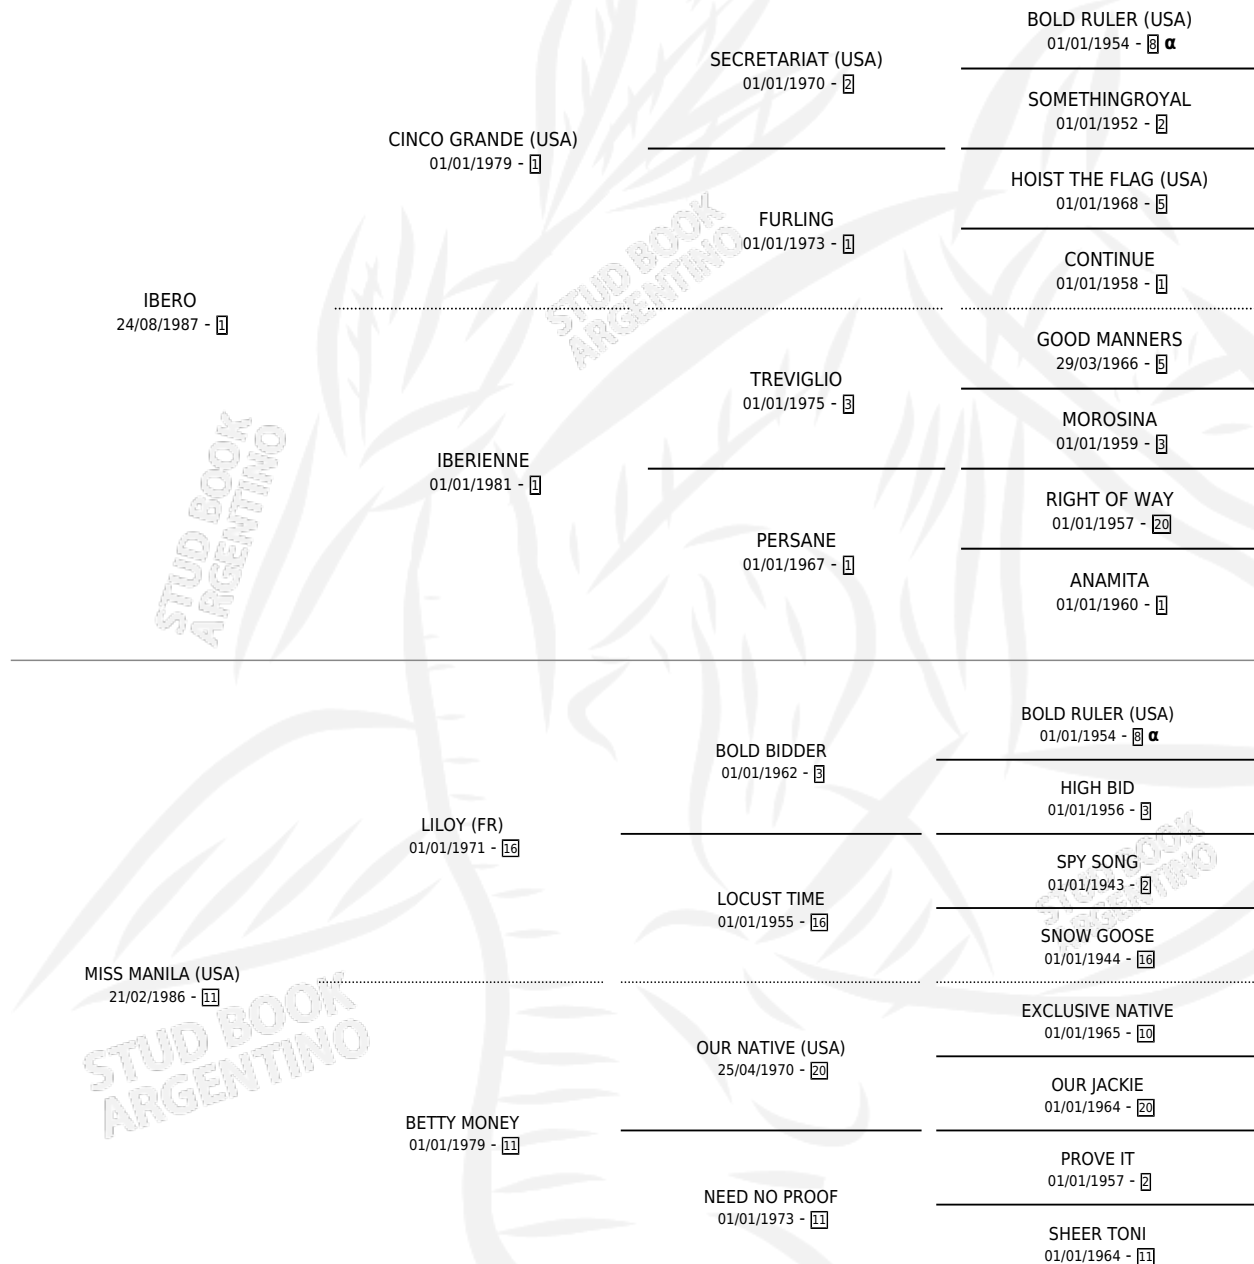 BOLD RULER (USA)
01/01/1954 - 8 α
SECRETARIAT (USA)
01/01/1970 - 2
SOMETHINGROYAL
01/01/1952 - 2
CINCO GRANDE (USA)
01/01/1979 - 1
HOIST THE FLAG (USA)
01/01/1968 - 5
FURLING
01/01/1973 - 1
CONTINUE
01/01/1958 - 1
IBERO
24/08/1987 - 1
GOOD MANNERS
29/03/1966 - 5
TREVIGLIO
01/01/1975 - 3
MOROSINA
01/01/1959 - 3
IBERIENNE
01/01/1981 - 1
RIGHT OF WAY
01/01/1957 - 20
PERSANE
01/01/1967 - 1
ANAMITA
01/01/1960 - 1
BOLD RULER (USA)
01/01/1954 - 8 α
BOLD BIDDER
01/01/1962 - 3
HIGH BID
01/01/1956 - 3
LILOY (FR)
01/01/1971 - 16
SPY SONG
01/01/1943 - 2
LOCUST TIME
01/01/1955 - 16
SNOW GOOSE
01/01/1944 - 16
MISS MANILA (USA)
21/02/1986 - 11
EXCLUSIVE NATIVE
01/01/1965 - 10
OUR NATIVE (USA)
25/04/1970 - 20
OUR JACKIE
01/01/1964 - 20
BETTY MONEY
01/01/1979 - 11
PROVE IT
01/01/1957 - 2
NEED NO PROOF
01/01/1973 - 11
SHEER TONI
01/01/1964 - 11
STUD BOOK
ARGENTINO
STUD BOOK
ARGENTINO
STUD BOOK
ARGENTINO
STUD BOOK
ARGENTINO